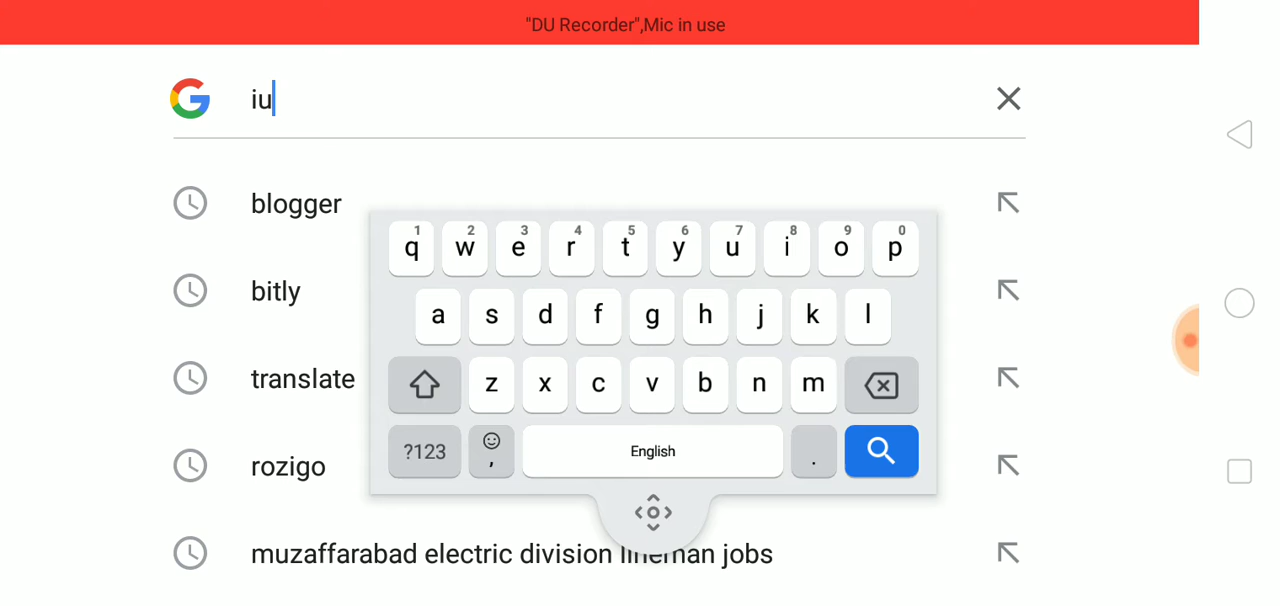 "DU Recorder",Mic in use
iu
blogger
bitly
translate
rozigo
muzaffarabad electric division lineman jobs
1 2 3 4 5 6 7 8 9 0
q w e r t y u i o p
a s d f g h j k l
z x c v b n m
?123 , English .